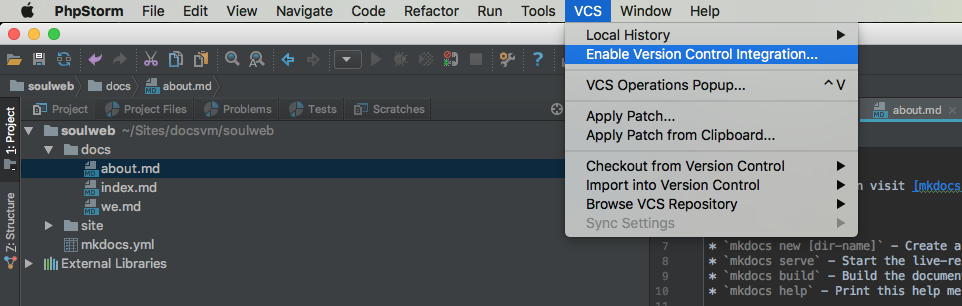 PhpStorm File Edit View Navigate Code Refactor Run Tools VCS Window Help
Local History
Enable Version Control Integration...
VCS Operations Popup... ^V
Apply Patch...
Apply Patch from Clipboard...
Checkout from Version Control
Import into Version Control
Browse VCS Repository
Sync Settings
soulweb docs about.md
Project Project Files Problems Tests Scratches
about.md
1: Project
Z: Structure
soulweb ~/Sites/docsvm/soulweb
docs
about.md
index.md
we.md
site
mkdocs.yml
External Libraries
visit [mkdocs
7 * `mkdocs new [dir-name]` - Create a
8 * `mkdocs serve` - Start the live-re
9 * `mkdocs build` - Build the documen
10 * `mkdocs help` - Print this help me